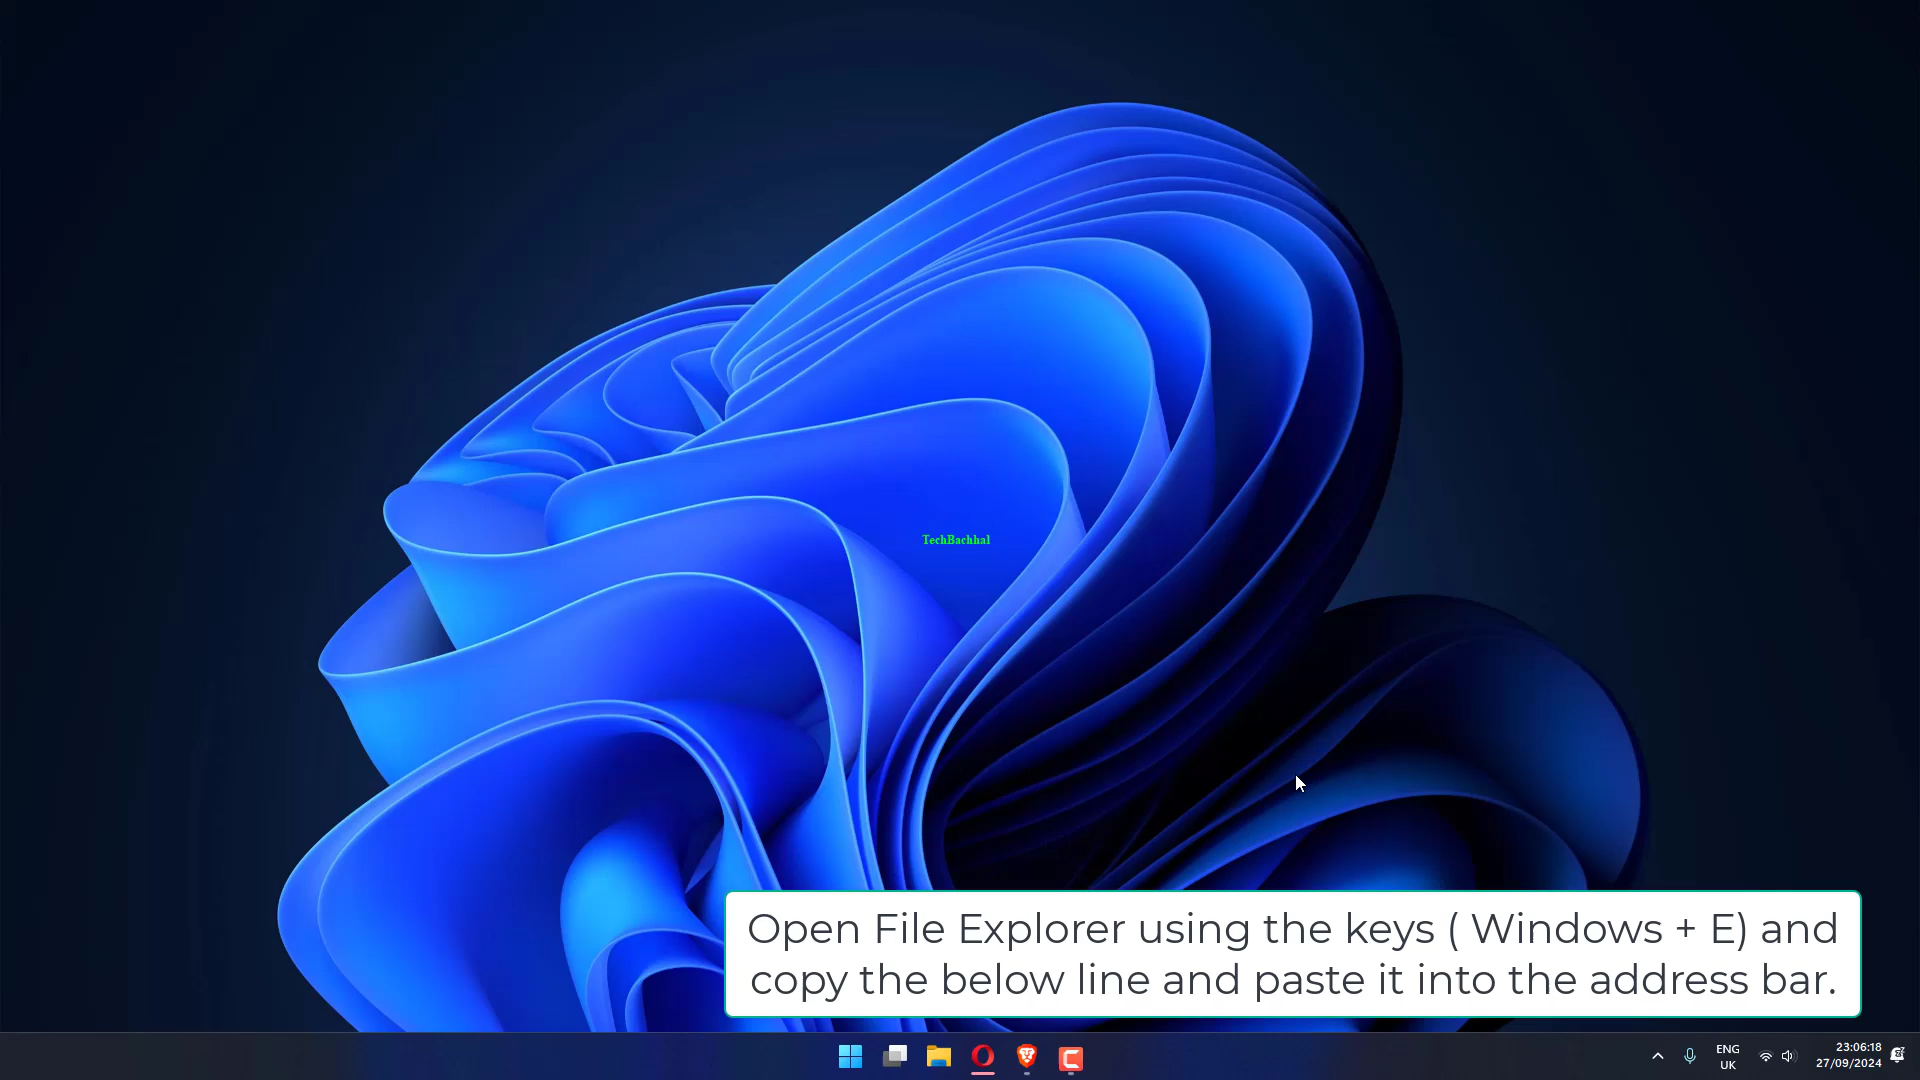 TechBachhal
Open File Explorer using the keys ( Windows + E) and
copy the below line and paste it into the address bar.
ENG
UK
23:06:18
27/09/2024